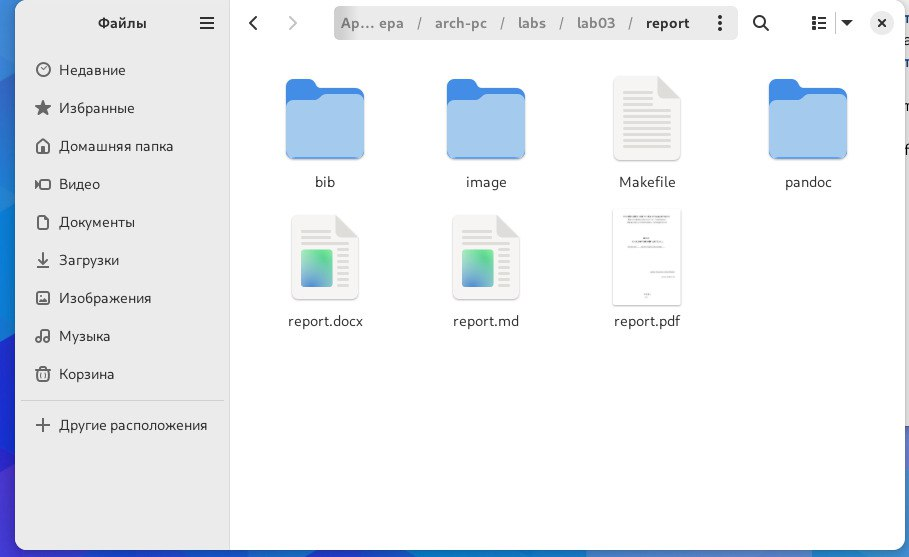 Файлы
Ар... ера / arch-pc / labs / lab03 / report
Недавние
Избранные
Домашняя папка
Видео
Документы
Загрузки
Изображения
Музыка
Корзина
Другие расположения
bib
image
Makefile
pandoc
report.docx
report.md
report.pdf